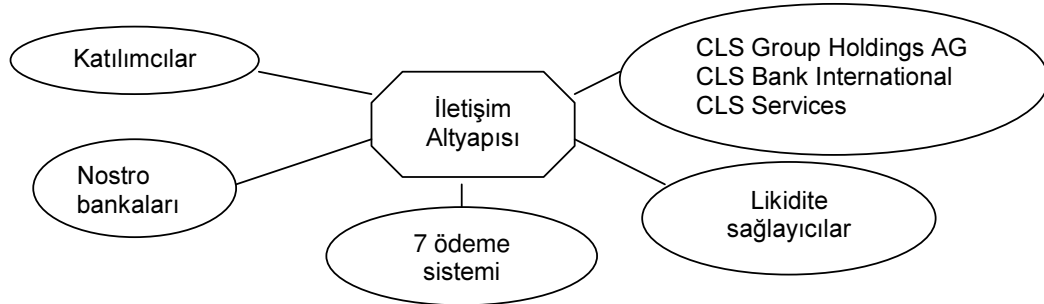 Katılımcılar
CLS Group Holdings AG
CLS Bank International
CLS Services
İletişim
Altyapısı
Nostro
bankaları
7 ödeme
sistemi
Likidite
sağlayıcılar